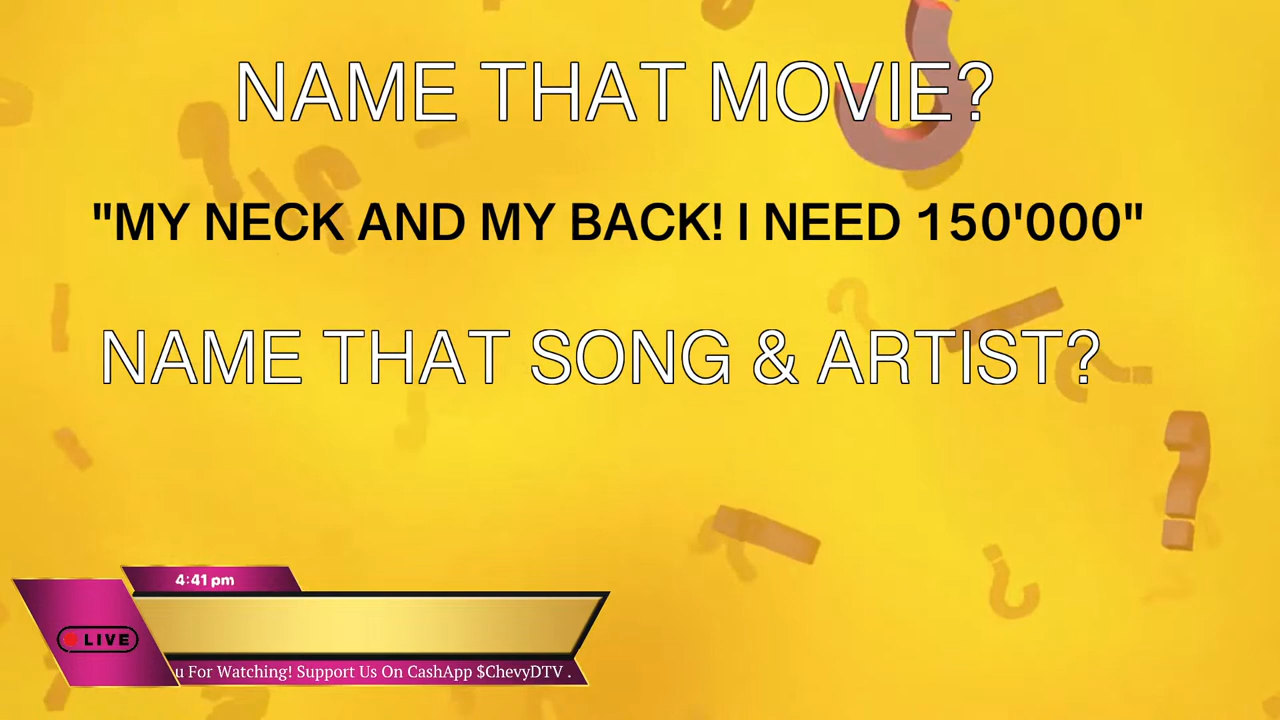 NAME THAT MOVIE?
"MY NECK AND MY BACK! I NEED 150'000"
NAME THAT SONG & ARTIST?
4:41 pm
LIVE
u For Watching! Support Us On CashApp $ChevyDTV .